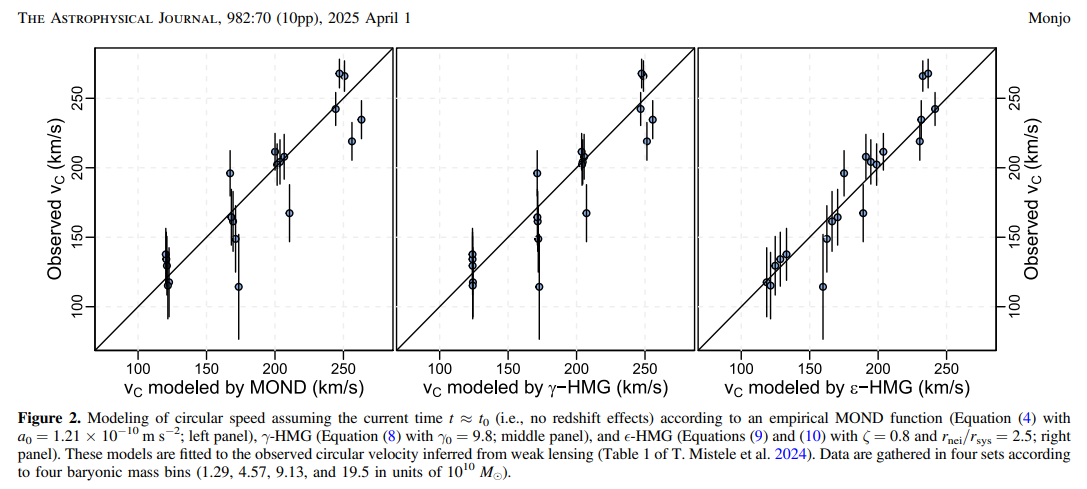 THE ASTROPHYSICAL JOURNAL, 982:70 (10pp), 2025 April 1 Monjo
Observed vC (km/s)
250
200
150
100
100 150 200 250
vC modeled by MOND (km/s)
100 150 200 250
vC modeled by γ−HMG (km/s)
100 150 200 250
vC modeled by ε−HMG (km/s)
250
200
150
100
Observed vC (km/s)
Figure 2. Modeling of circular speed assuming the current time t ≈ t0 (i.e., no redshift effects) according to an empirical MOND function (Equation (4) with
a0 = 1.21 × 10−10 m s−2; left panel), γ-HMG (Equation (8) with γ0 = 9.8; middle panel), and ϵ-HMG (Equations (9) and (10) with ζ = 0.8 and rnei/rsys = 2.5; right
panel). These models are fitted to the observed circular velocity inferred from weak lensing (Table 1 of T. Mistele et al. 2024). Data are gathered in four sets according
to four baryonic mass bins (1.29, 4.57, 9.13, and 19.5 in units of 10^10 M⊙).